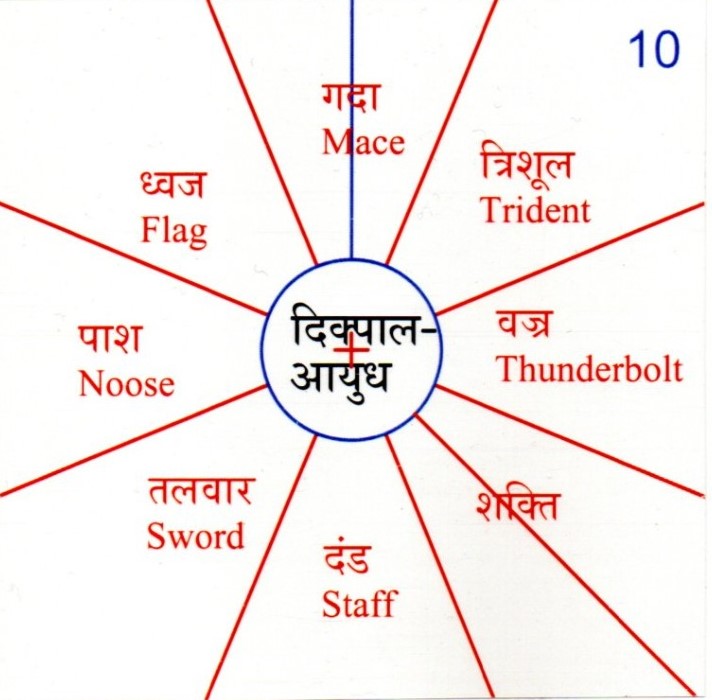 10
गदा
Mace
त्रिशूल
Trident
ध्वज
Flag
वज्र
Thunderbolt
दिक्पाल-
आयुध
पाश
Noose
शक्ति
तलवार
Sword
दंड
Staff